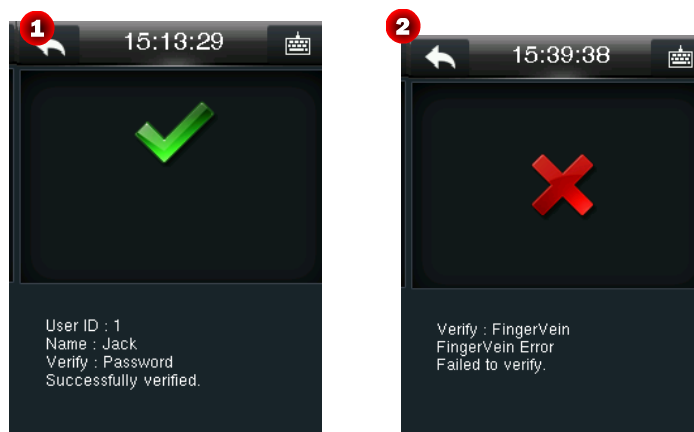 1
15:13:29
User ID : 1
Name : Jack
Verify : Password
Successfully verified.
2
15:39:38
Verify : FingerVein
FingerVein Error
Failed to verify.